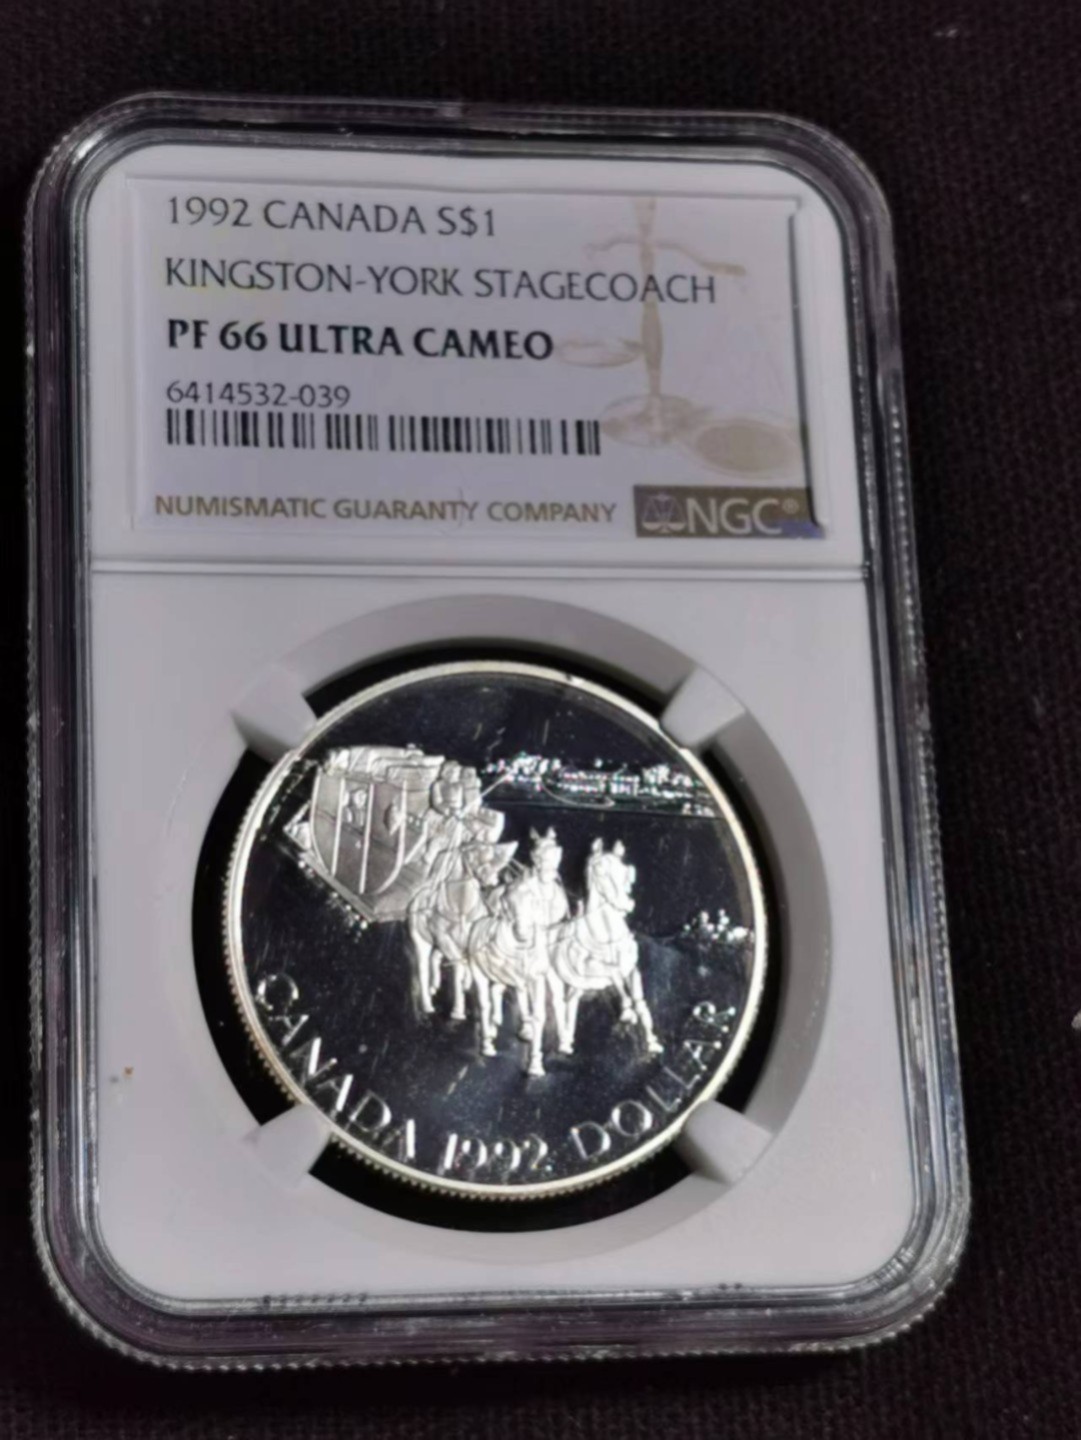 1992 CANADA S$1
KINGSTON-YORK STAGECOACH
PF 66 ULTRA CAMEO
6414532-039
NUMISMATIC GUARANTY COMPANY
NGC®
CANADA 1992 DOLLAR